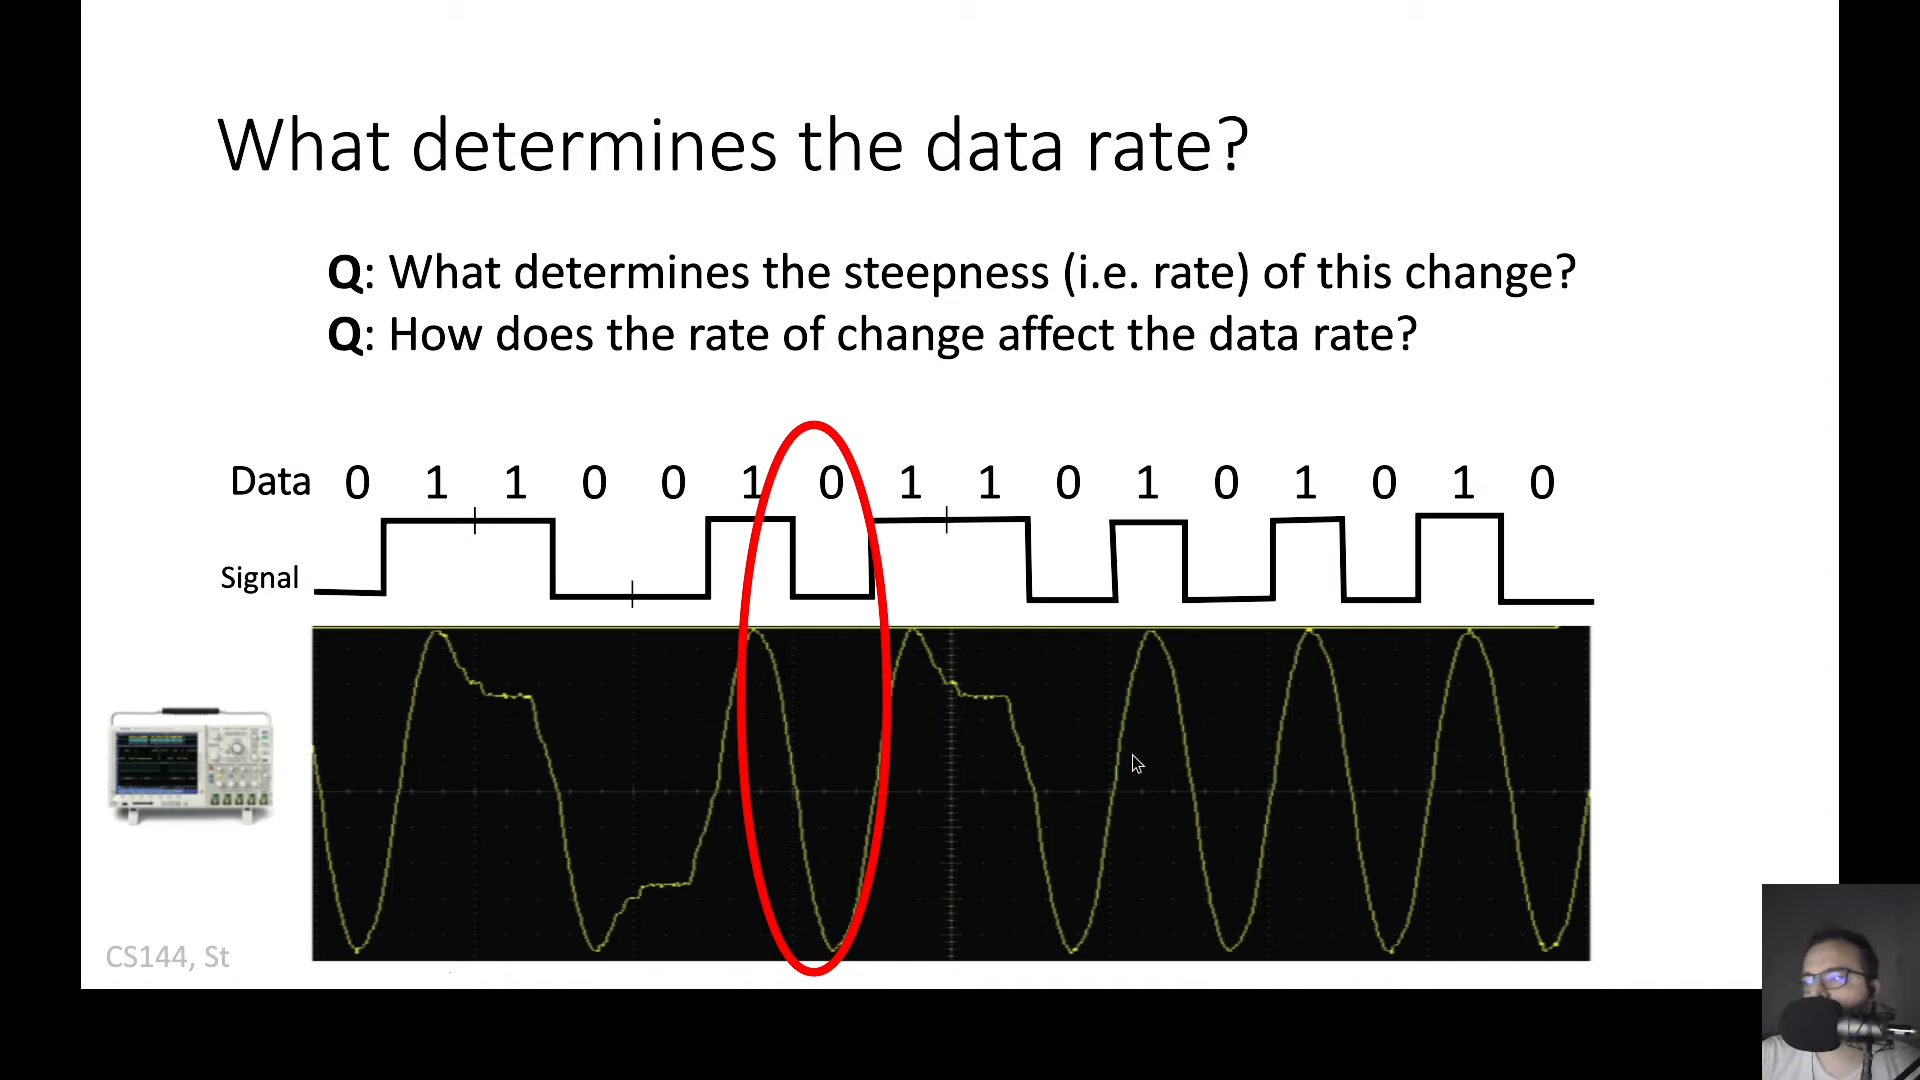 What determines the data rate?
Q: What determines the steepness (i.e. rate) of this change?
Q: How does the rate of change affect the data rate?
Data 0 1 1 0 0 1 0 1 1 0 1 0 1 0 1 0
Signal
CS144, St